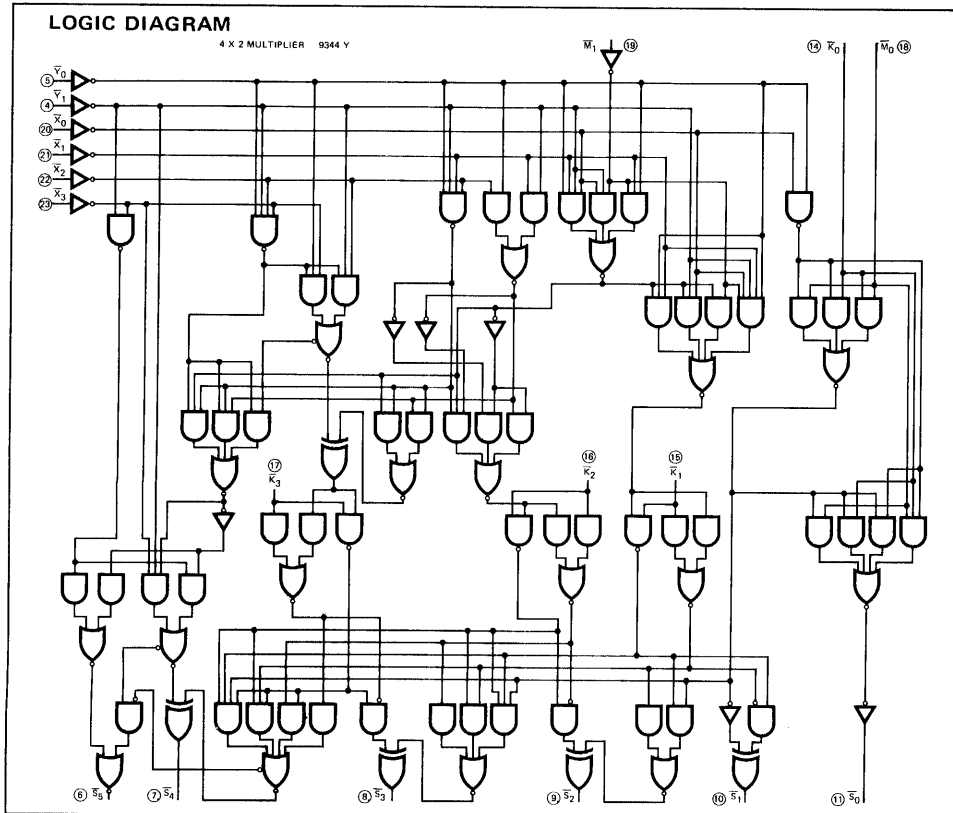 LOGIC DIAGRAM
4 X 2 MULTIPLIER 9344 Y
M̅1 19
14 K̅0 M̅0 18
5 Y̅0
4 Y̅1
20 X̅0
21 X̅1
22 X̅2
23 X̅3
17
K̅3
16
K̅2
15
K̅1
6 S̅5 7 S̅4 8 S̅3 9 S̅2 10 S̅1 11 S̅0